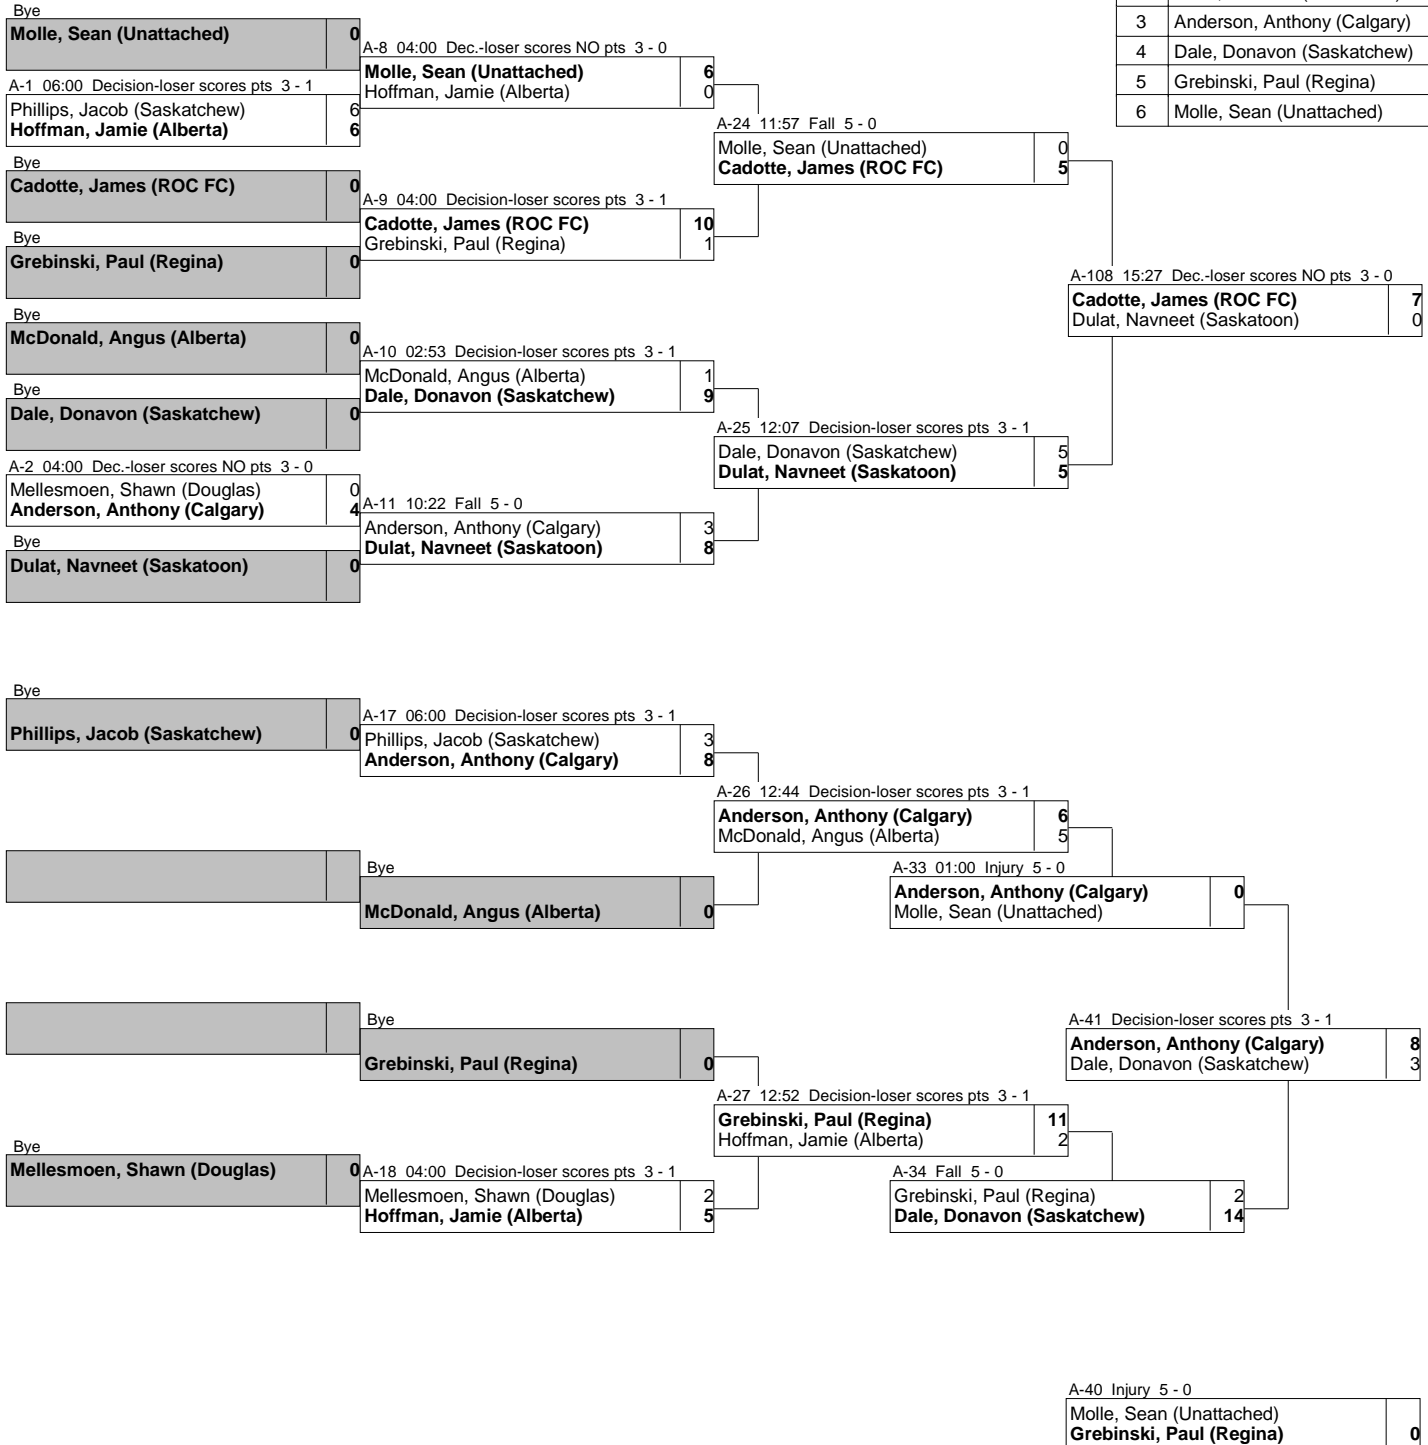 Bye
Molle, Sean (Unattached) 0
A-1 06:00 Decision-loser scores pts 3 - 1
Phillips, Jacob (Saskatchew) 6
Hoffman, Jamie (Alberta) 6
Bye
Cadotte, James (ROC FC) 0
Bye
Grebinski, Paul (Regina) 0
Bye
McDonald, Angus (Alberta) 0
Bye
Dale, Donavon (Saskatchew) 0
A-2 04:00 Dec.-loser scores NO pts 3 - 0
Mellesmoen, Shawn (Douglas) 0
Anderson, Anthony (Calgary) 4
Bye
Dulat, Navneet (Saskatoon) 0
A-8 04:00 Dec.-loser scores NO pts 3 - 0
Molle, Sean (Unattached) 6
Hoffman, Jamie (Alberta) 0
A-9 04:00 Decision-loser scores pts 3 - 1
Cadotte, James (ROC FC) 10
Grebinski, Paul (Regina) 1
A-10 02:53 Decision-loser scores pts 3 - 1
McDonald, Angus (Alberta) 1
Dale, Donavon (Saskatchew) 9
A-11 10:22 Fall 5 - 0
Anderson, Anthony (Calgary) 3
Dulat, Navneet (Saskatoon) 8
A-24 11:57 Fall 5 - 0
Molle, Sean (Unattached) 0
Cadotte, James (ROC FC) 5
A-25 12:07 Decision-loser scores pts 3 - 1
Dale, Donavon (Saskatchew) 5
Dulat, Navneet (Saskatoon) 5
A-108 15:27 Dec.-loser scores NO pts 3 - 0
Cadotte, James (ROC FC) 7
Dulat, Navneet (Saskatoon) 0
3 Anderson, Anthony (Calgary)
4 Dale, Donavon (Saskatchew)
5 Grebinski, Paul (Regina)
6 Molle, Sean (Unattached)
Bye
Phillips, Jacob (Saskatchew) 0
Bye
Mellesmoen, Shawn (Douglas) 0
A-17 06:00 Decision-loser scores pts 3 - 1
Phillips, Jacob (Saskatchew) 3
Anderson, Anthony (Calgary) 8
Bye
McDonald, Angus (Alberta) 0
Bye
Grebinski, Paul (Regina) 0
A-18 04:00 Decision-loser scores pts 3 - 1
Mellesmoen, Shawn (Douglas) 2
Hoffman, Jamie (Alberta) 5
A-26 12:44 Decision-loser scores pts 3 - 1
Anderson, Anthony (Calgary) 6
McDonald, Angus (Alberta) 5
A-27 12:52 Decision-loser scores pts 3 - 1
Grebinski, Paul (Regina) 11
Hoffman, Jamie (Alberta) 2
A-33 01:00 Injury 5 - 0
Anderson, Anthony (Calgary) 0
Molle, Sean (Unattached)
A-34 Fall 5 - 0
Grebinski, Paul (Regina) 2
Dale, Donavon (Saskatchew) 14
A-41 Decision-loser scores pts 3 - 1
Anderson, Anthony (Calgary) 8
Dale, Donavon (Saskatchew) 3
A-40 Injury 5 - 0
Molle, Sean (Unattached)
Grebinski, Paul (Regina) 0